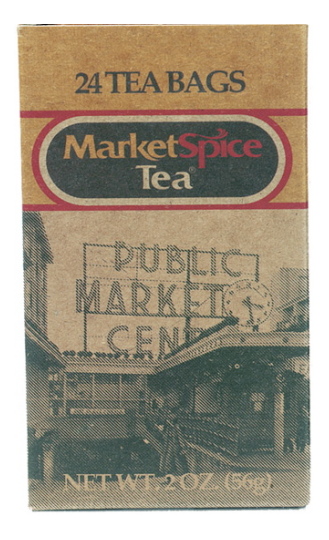 24 TEA BAGS
MarketSpice
Tea®
PUBLIC
MARKET
CENT
NET WT. 2 OZ. (56g)